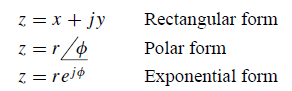 z = x + jy Rectangular form
z = r∠ϕ Polar form
z = re^{jϕ} Exponential form